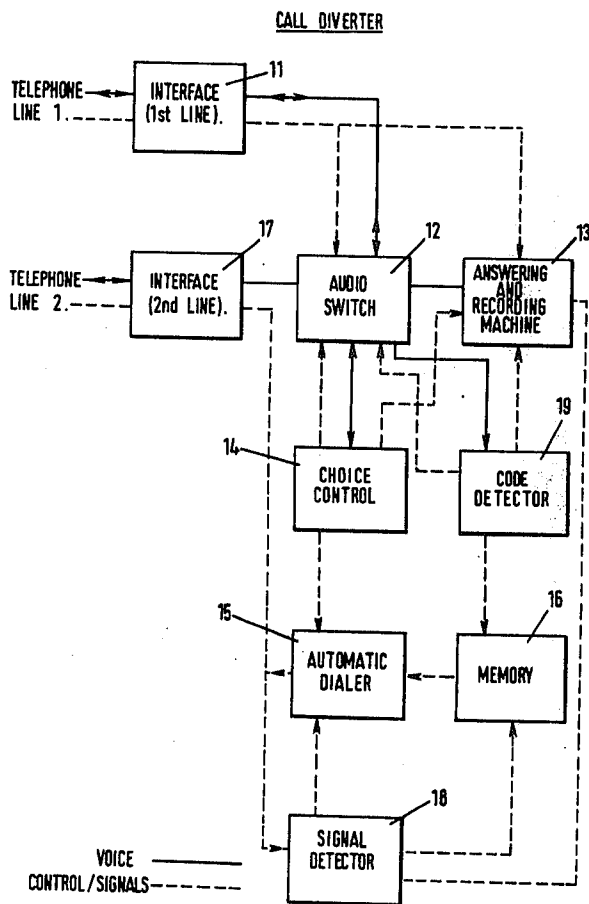 CALL DIVERTER
11
TELEPHONE
LINE 1.
INTERFACE
(1st LINE).
17
12
13
TELEPHONE
LINE 2.
INTERFACE
(2nd LINE).
AUDIO
SWITCH
ANSWERING
AND
RECORDING
MACHINE
14
19
CHOICE
CONTROL
CODE
DETECTOR
15
16
AUTOMATIC
DIALER
MEMORY
18
SIGNAL
DETECTOR
VOICE
CONTROL/SIGNALS